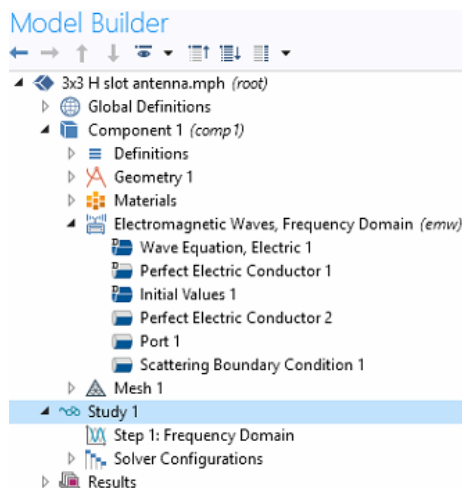 Model Builder
3x3 H slot antenna.mph (root)
Global Definitions
Component 1 (comp1)
Definitions
Geometry 1
Materials
Electromagnetic Waves, Frequency Domain (emw)
Wave Equation, Electric 1
Perfect Electric Conductor 1
Initial Values 1
Perfect Electric Conductor 2
Port 1
Scattering Boundary Condition 1
Mesh 1
Study 1
Step 1: Frequency Domain
Solver Configurations
Results